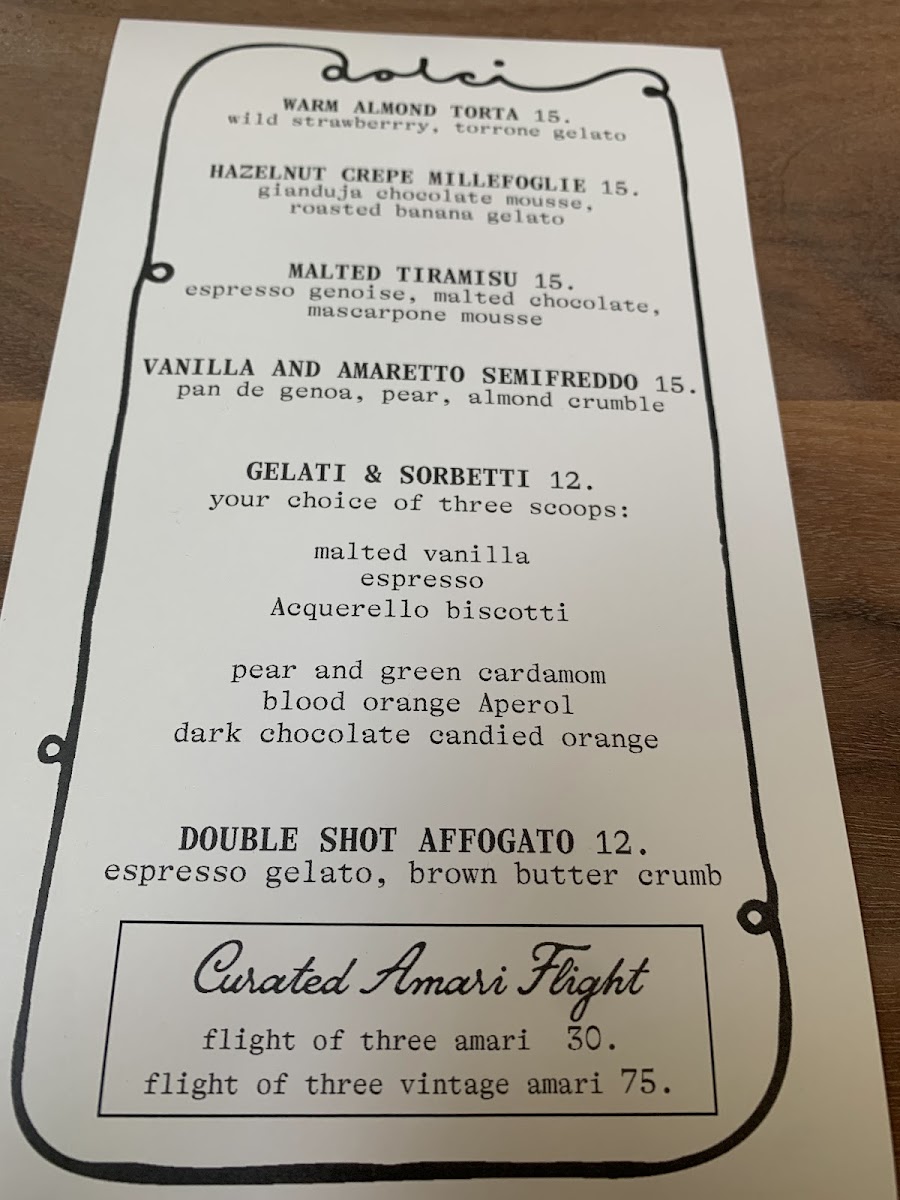 dolci
WARM ALMOND TORTA 15.
wild strawberrry, torrone gelato
HAZELNUT CREPE MILLEFOGLIE 15.
gianduja chocolate mousse,
roasted banana gelato
MALTED TIRAMISU 15.
espresso genoise, malted chocolate,
mascarpone mousse
VANILLA AND AMARETTO SEMIFREDDO 15.
pan de genoa, pear, almond crumble
GELATI & SORBETTI 12.
your choice of three scoops:
malted vanilla
espresso
Acquerello biscotti
pear and green cardamom
blood orange Aperol
dark chocolate candied orange
DOUBLE SHOT AFFOGATO 12.
espresso gelato, brown butter crumb
Curated Amari Flight
flight of three amari 30.
flight of three vintage amari 75.